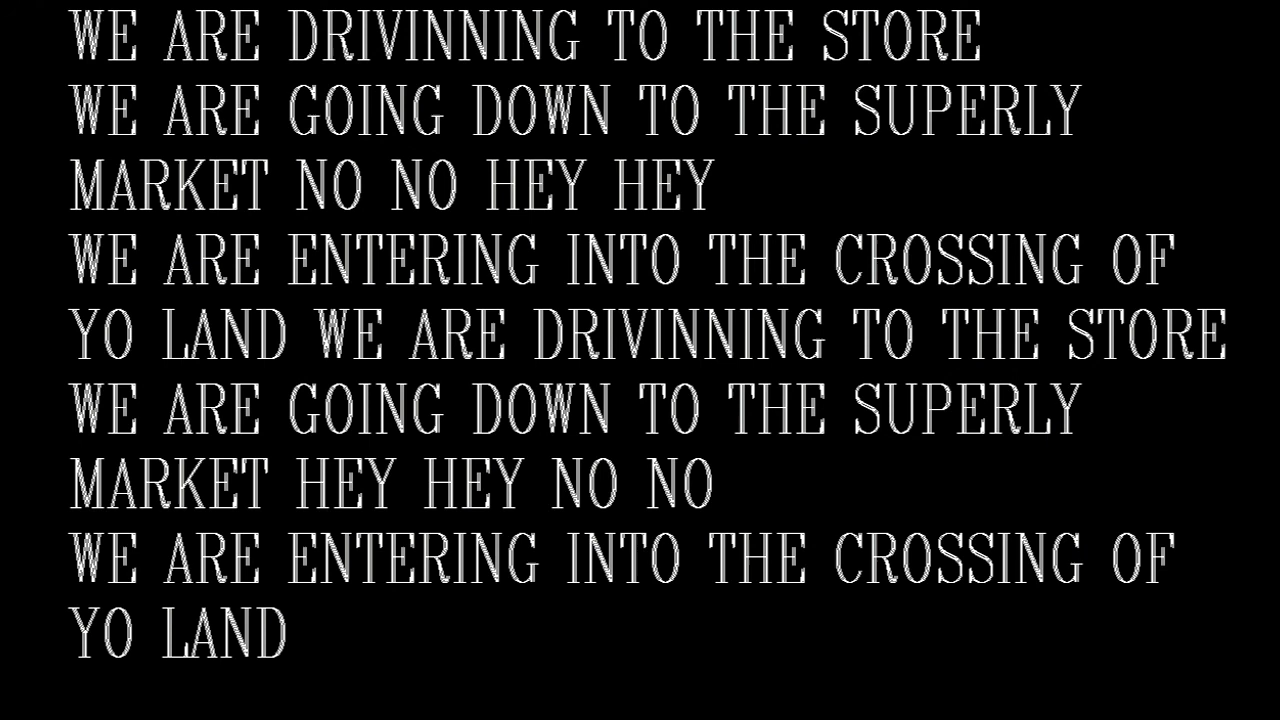 WE ARE DRIVINNING TO THE STORE
WE ARE GOING DOWN TO THE SUPERLY
MARKET NO NO HEY HEY
WE ARE ENTERING INTO THE CROSSING OF
YO LAND WE ARE DRIVINNING TO THE STORE
WE ARE GOING DOWN TO THE SUPERLY
MARKET HEY HEY NO NO
WE ARE ENTERING INTO THE CROSSING OF
YO LAND